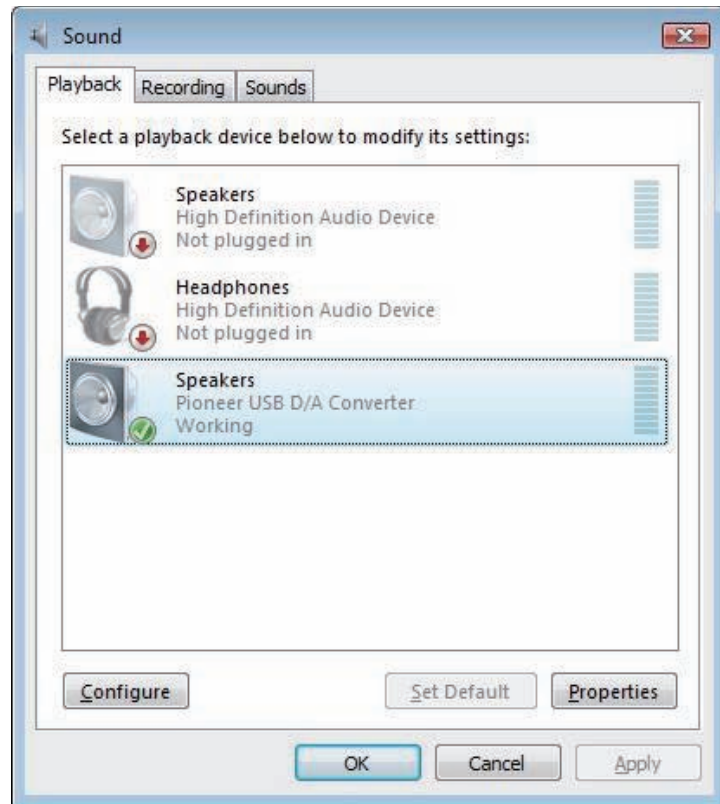 Sound
Playback Recording Sounds
Select a playback device below to modify its settings:
Speakers
High Definition Audio Device
Not plugged in
Headphones
High Definition Audio Device
Not plugged in
Speakers
Pioneer USB D/A Converter
Working
Configure Set Default Properties
OK Cancel Apply